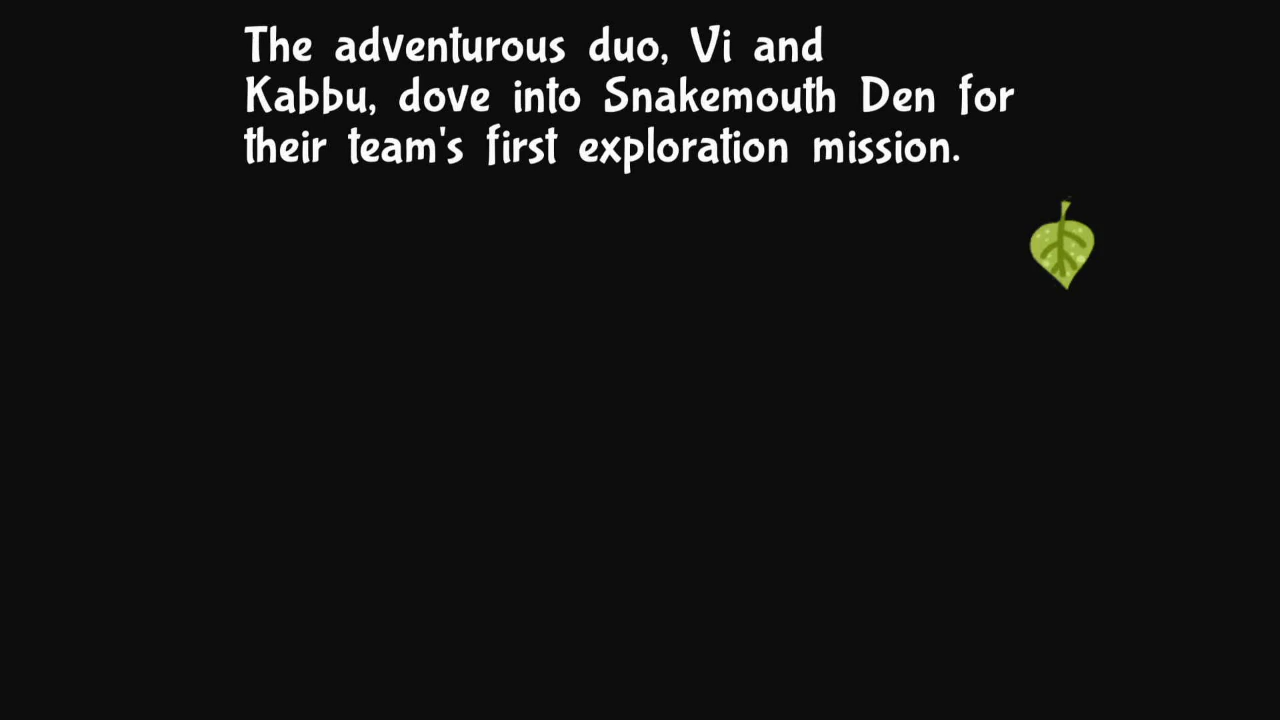 The adventurous duo, Vi and
Kabbu, dove into Snakemouth Den for
their team's first exploration mission.